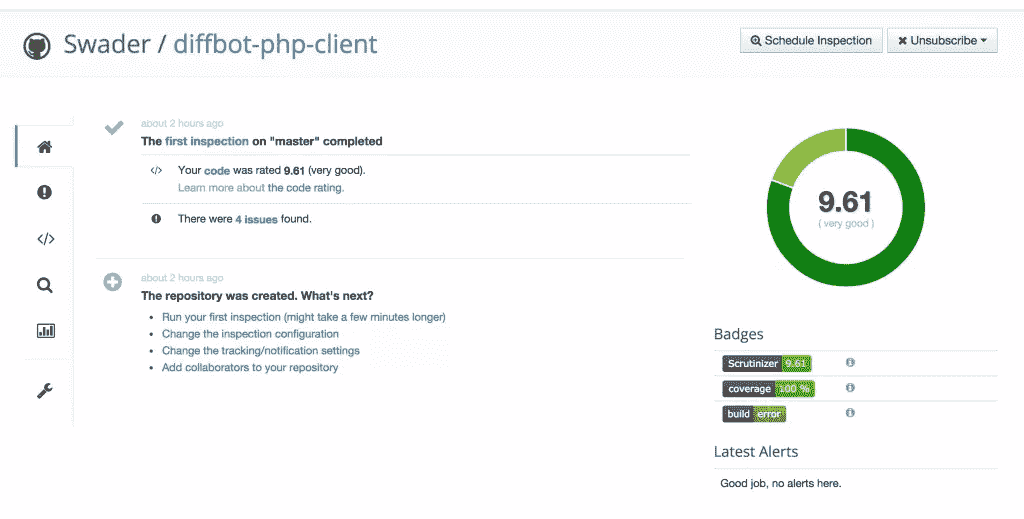 Swader / diffbot-php-client
Schedule Inspection
Unsubscribe
about 2 hours ago
The first inspection on "master" completed
</> Your code was rated 9.61 (very good).
Learn more about the code rating.
There were 4 issues found.
about 2 hours ago
The repository was created. What's next?
Run your first inspection (might take a few minutes longer)
Change the inspection configuration
Change the tracking/notification settings
Add collaborators to your repository
9.61
( very good )
Badges
Scrutinizer 9.61
coverage 100 %
build error
Latest Alerts
Good job, no alerts here.